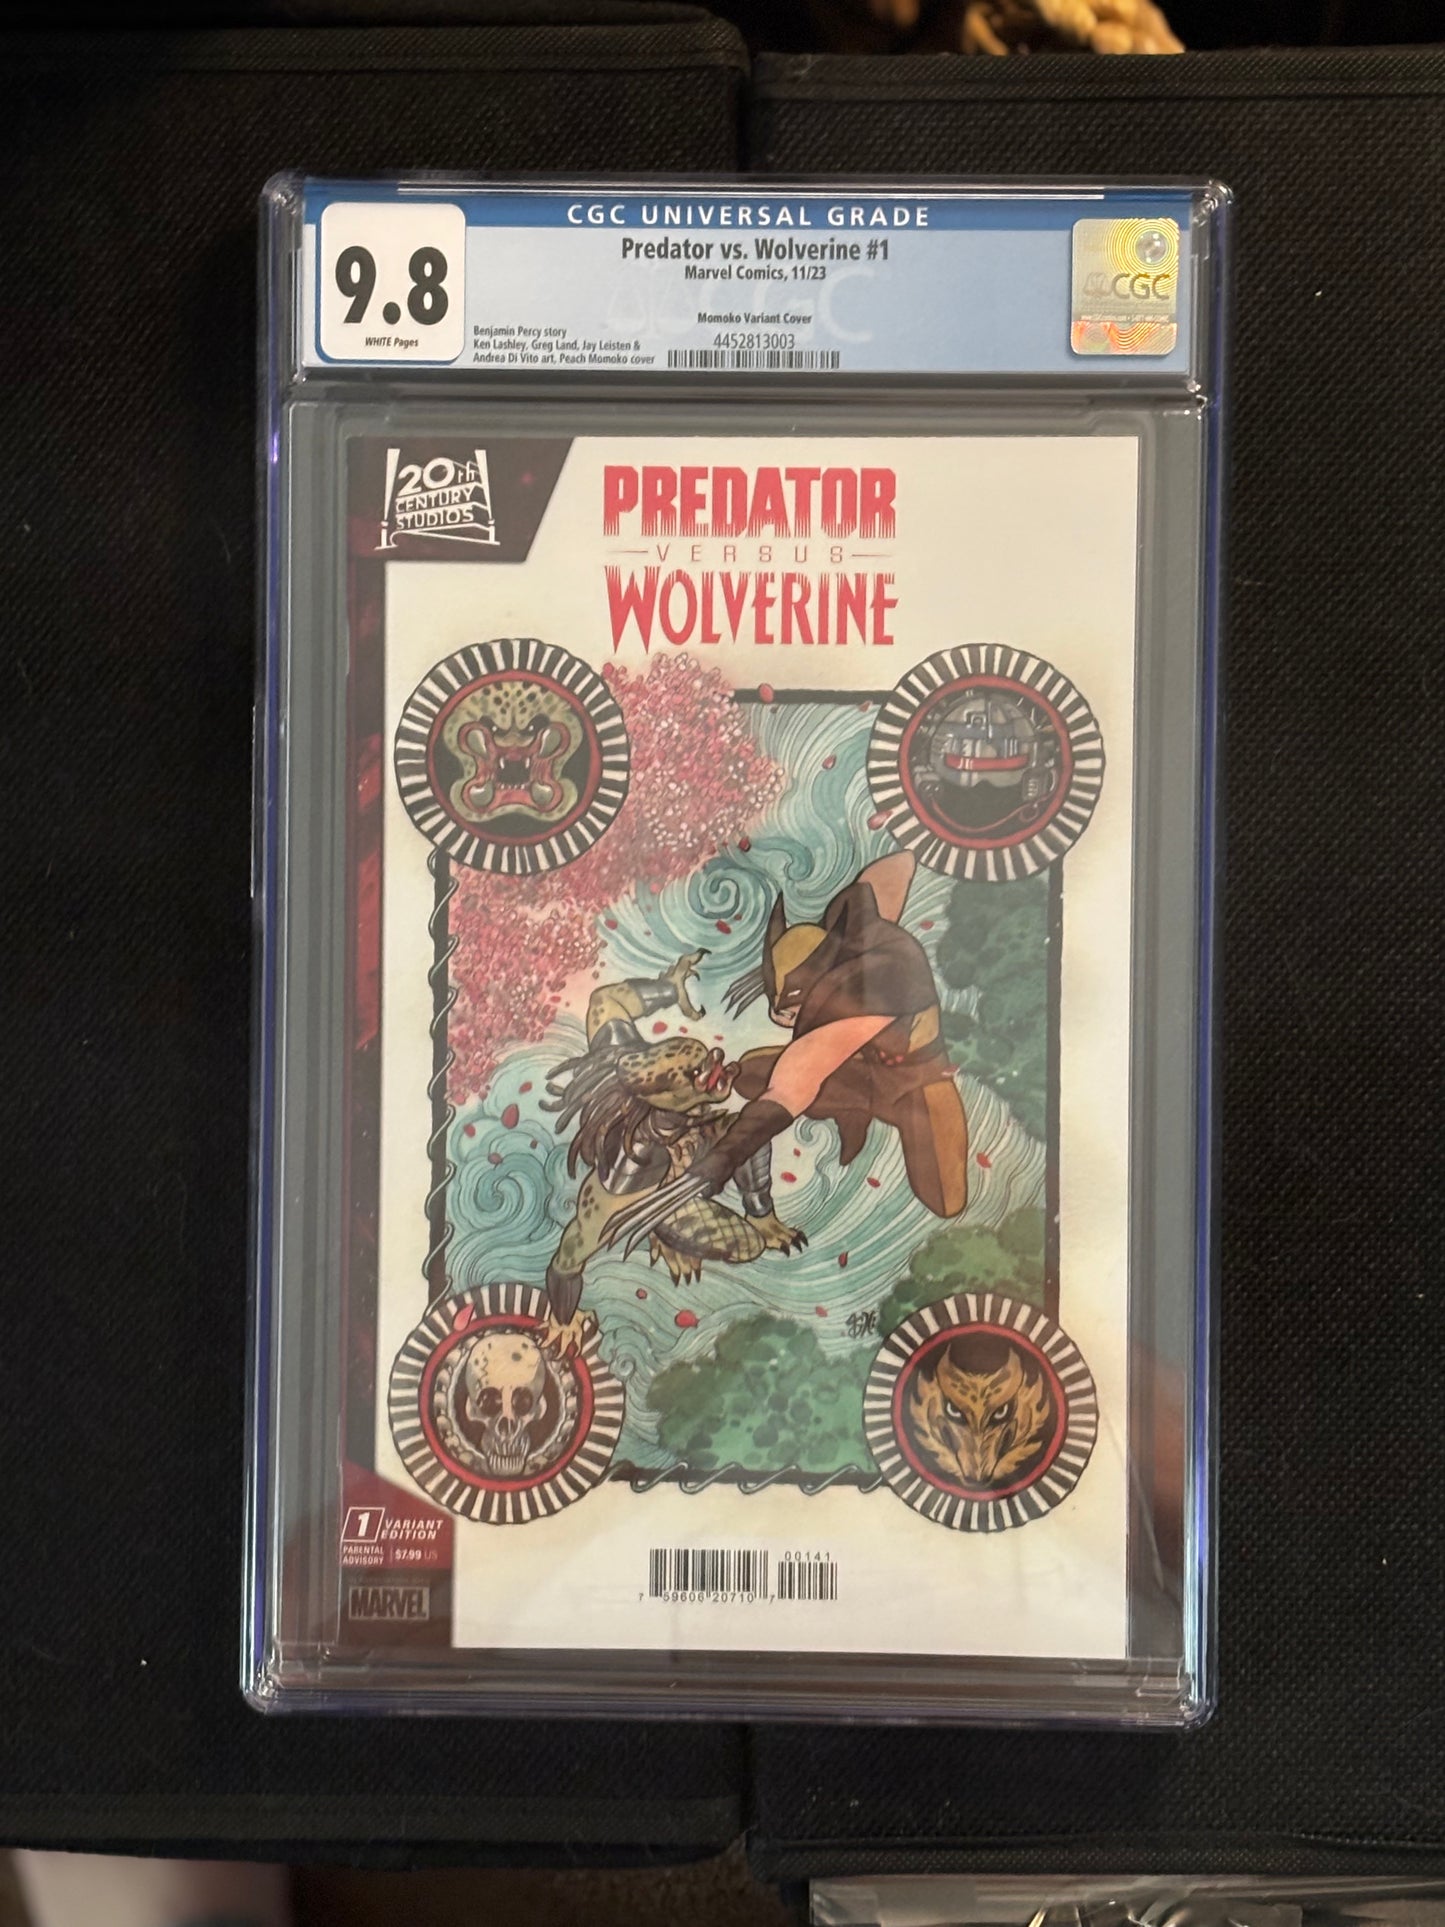 CGC UNIVERSAL GRADE
9.8
WHITE Pages
Predator vs. Wolverine #1
Marvel Comics, 11/23
Momoko Variant Cover
Benjamin Percy story
Ken Lashley, Greg Land, Jay Leisten &
Andrea Di Vito art, Peach Momoko cover
4452813003
CGC
20th
CENTURY
STUDIOS
PREDATOR
VERSUS
WOLVERINE
1 VARIANT
EDITION
PARENTAL
ADVISORY
$7.99 US
MARVEL
00141
7 59606 20710 7